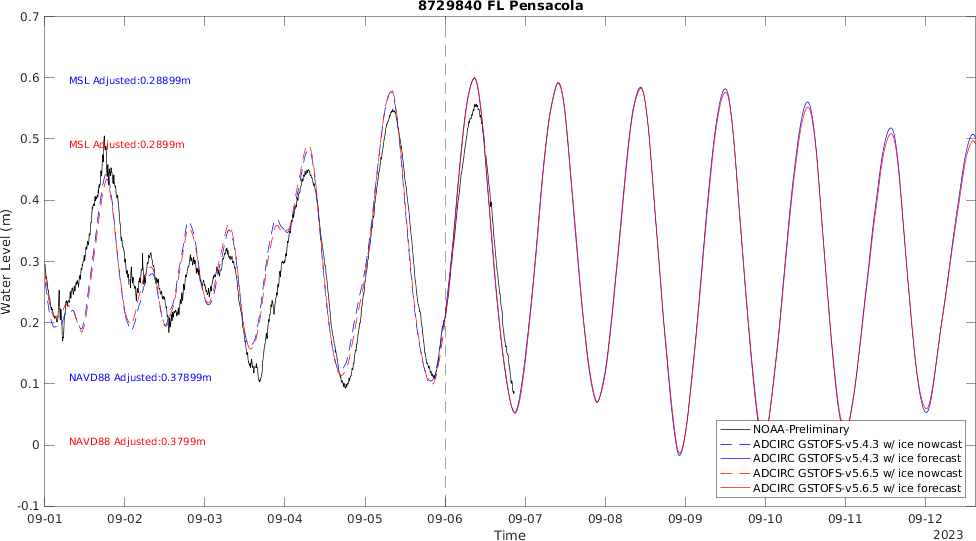 8729840 FL Pensacola
0.7
0.6
0.5
0.4
0.3
0.2
0.1
0
-0.1
Water Level (m)
MSL Adjusted:0.28899m
MSL Adjusted:0.2899m
NAVD88 Adjusted:0.37899m
NAVD88 Adjusted:0.3799m
NOAA-Preliminary
ADCIRC GSTOFS-v5.4.3 w/ ice nowcast
ADCIRC GSTOFS-v5.4.3 w/ ice forecast
ADCIRC GSTOFS-v5.6.5 w/ ice nowcast
ADCIRC GSTOFS-v5.6.5 w/ ice forecast
09-01 09-02 09-03 09-04 09-05 09-06 09-07 09-08 09-09 09-10 09-11 09-12
Time
2023